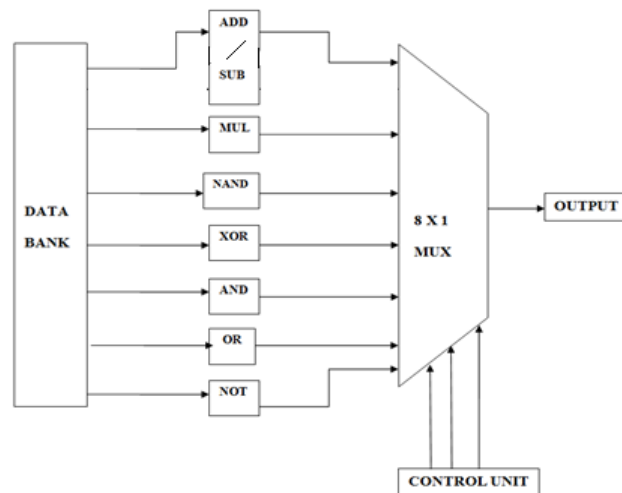 ADD
SUB
MUL
NAND
XOR
AND
OR
NOT
DATA
BANK
8 X 1
MUX
OUTPUT
CONTROL UNIT